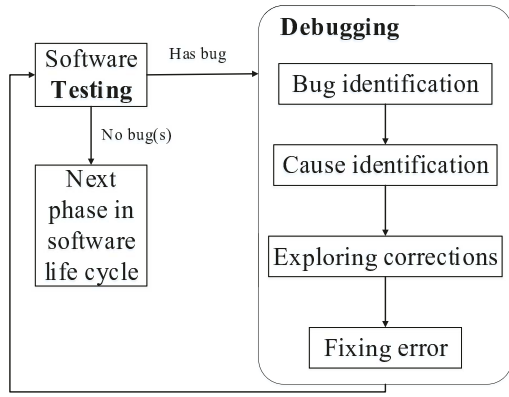 Software
Testing
Has bug
No bug(s)
Next
phase in
software
life cycle
Debugging
Bug identification
Cause identification
Exploring corrections
Fixing error